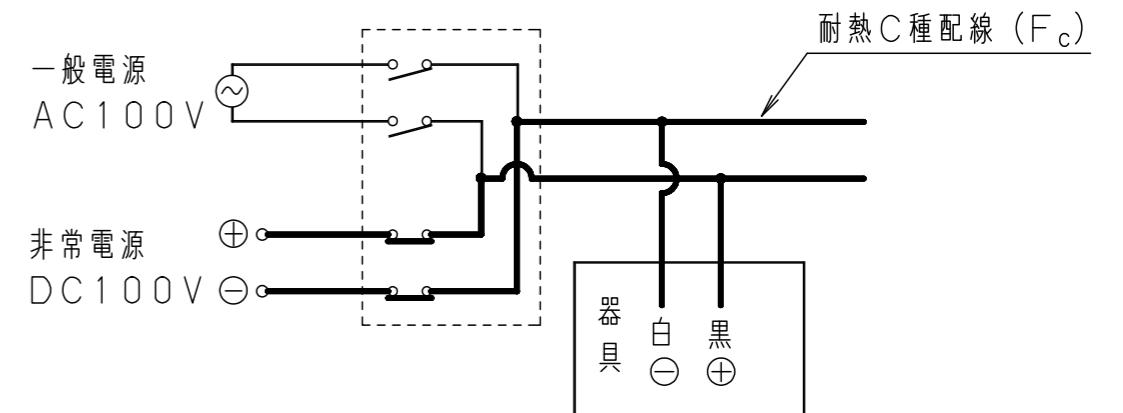 耐熱C種配線（Fc）
一般電源
AC100V
非常電源 ⊕
DC100V ⊖
器具
白 黒
⊖ ⊕